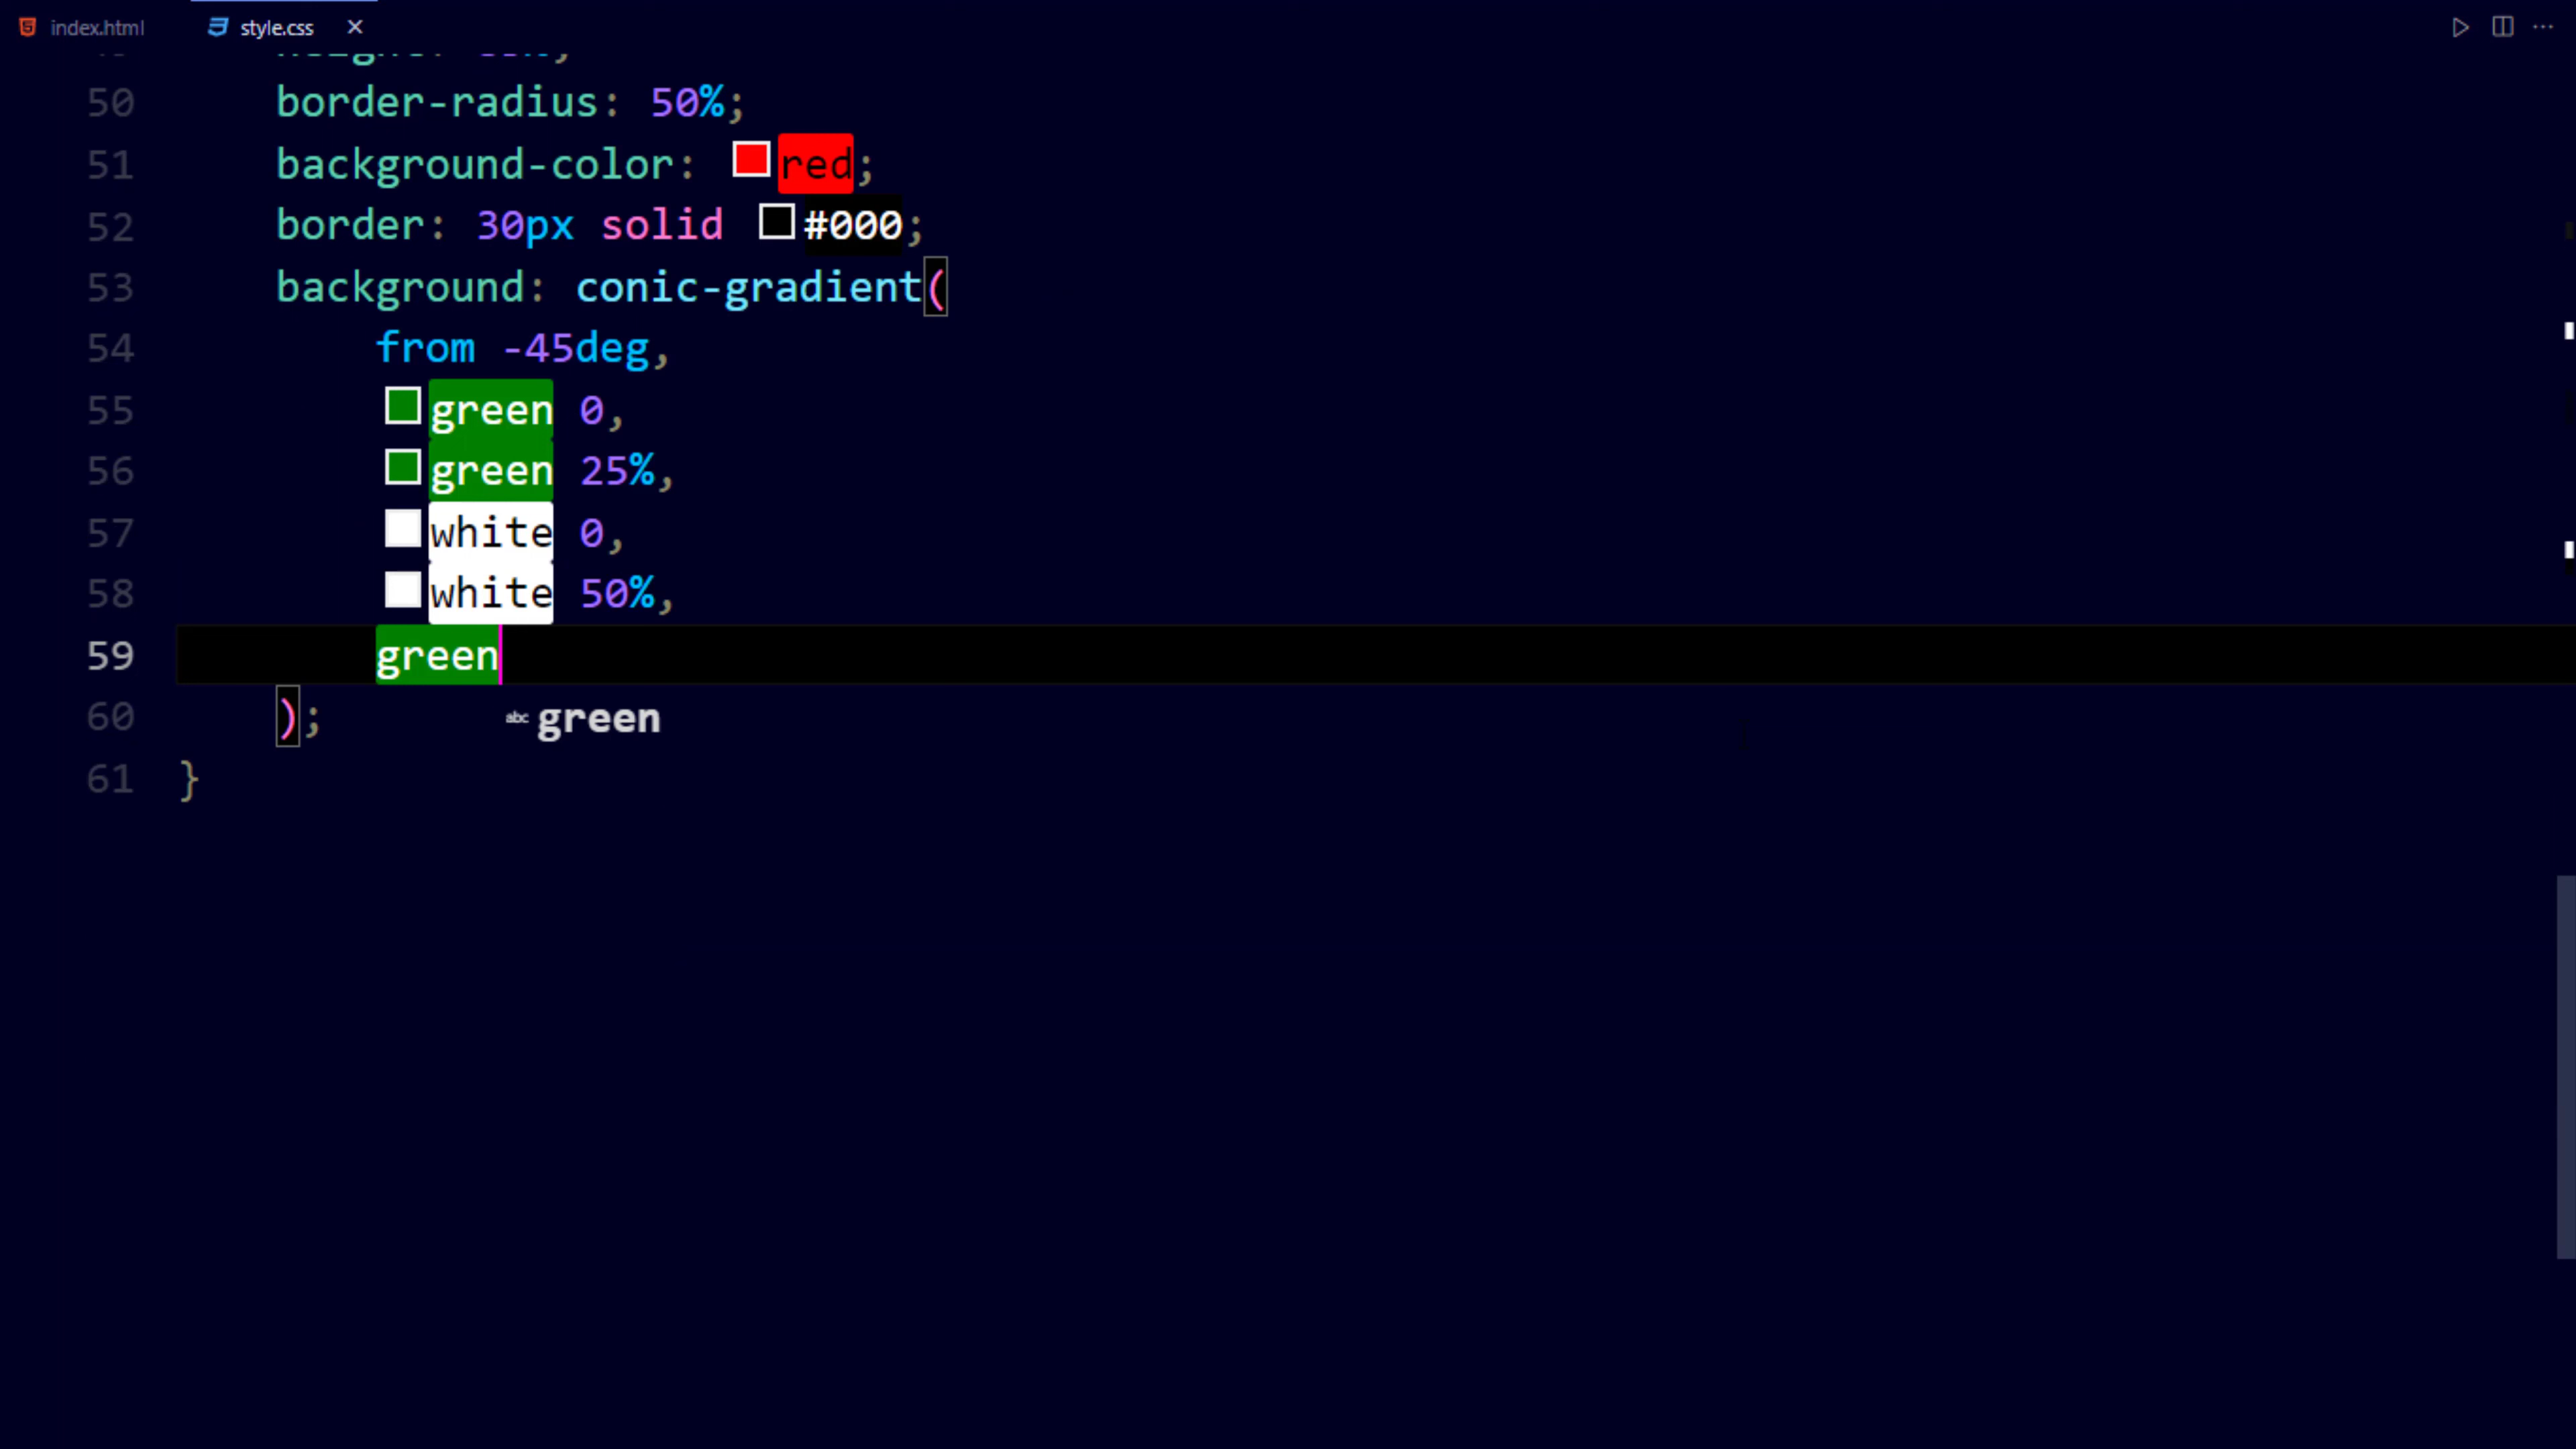 index.html
style.css
50 border-radius: 50%;
51 background-color: red;
52 border: 30px solid #000;
53 background: conic-gradient(
54 from -45deg,
55 green 0,
56 green 25%,
57 white 0,
58 white 50%,
59 green
60 );
abc green
61 }